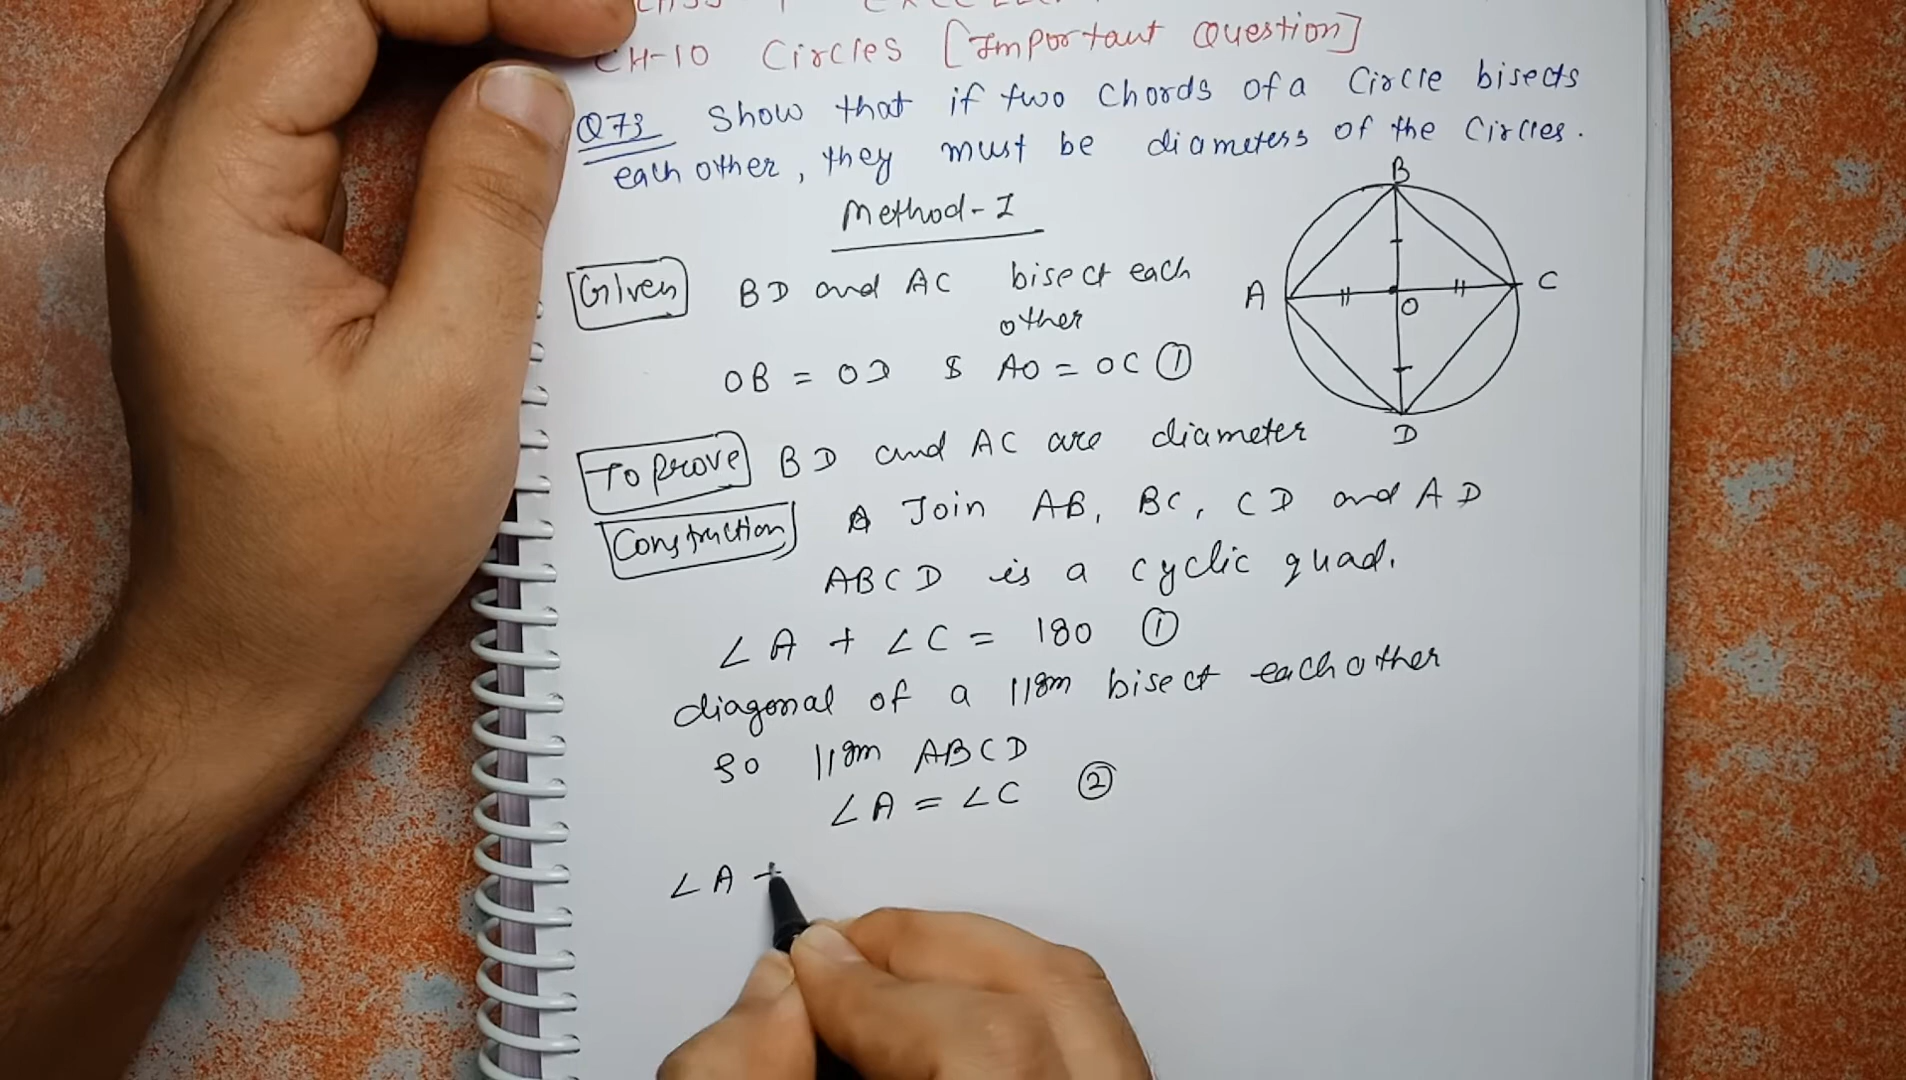 CH-10 Circles [Important Question]
Q73 Show that if two chords of a Circle bisects
each other, they must be diameters of the Circles.
Method-I
Given BD and AC bisect each
other
OB = OD & AO = OC ①
To prove BD and AC are diameter
Construction A Join AB, BC, CD and AD
ABCD is a cyclic quad.
∠A + ∠C = 180 ①
diagonal of a ||gm bisect each other
so ||gm ABCD
∠A = ∠C ②
∠A +
B
A
O
C
D